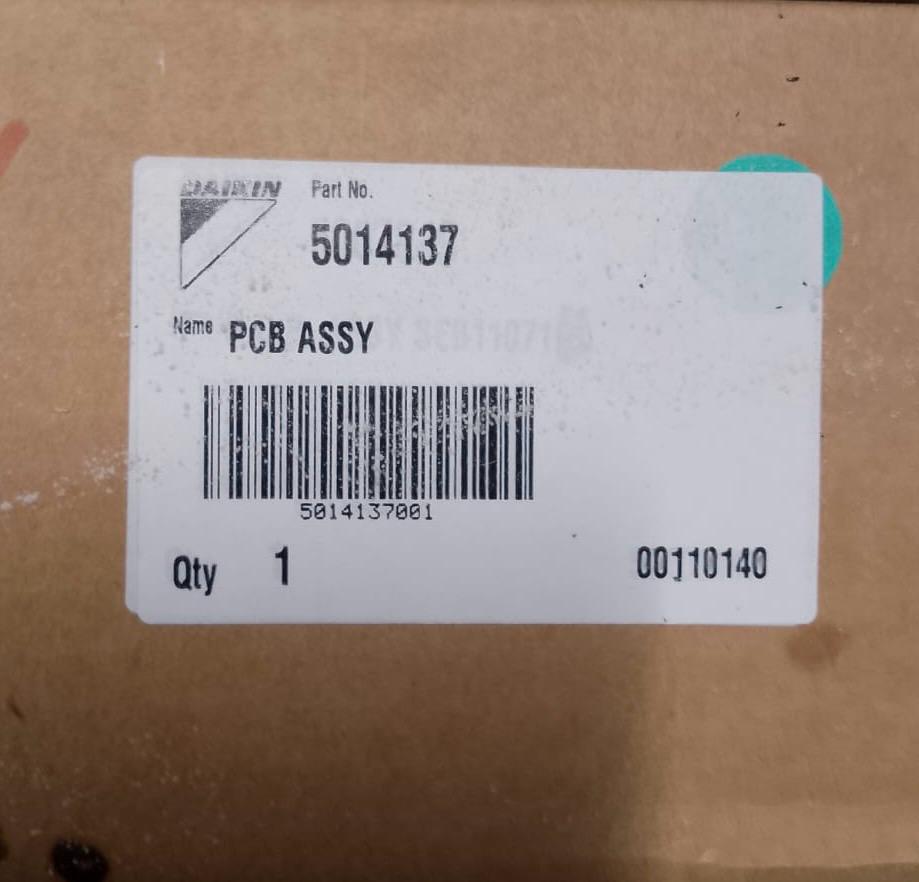 DAIKIN
Part No.
5014137
Name PCB ASSY
5014137001
Qty 1
00110140